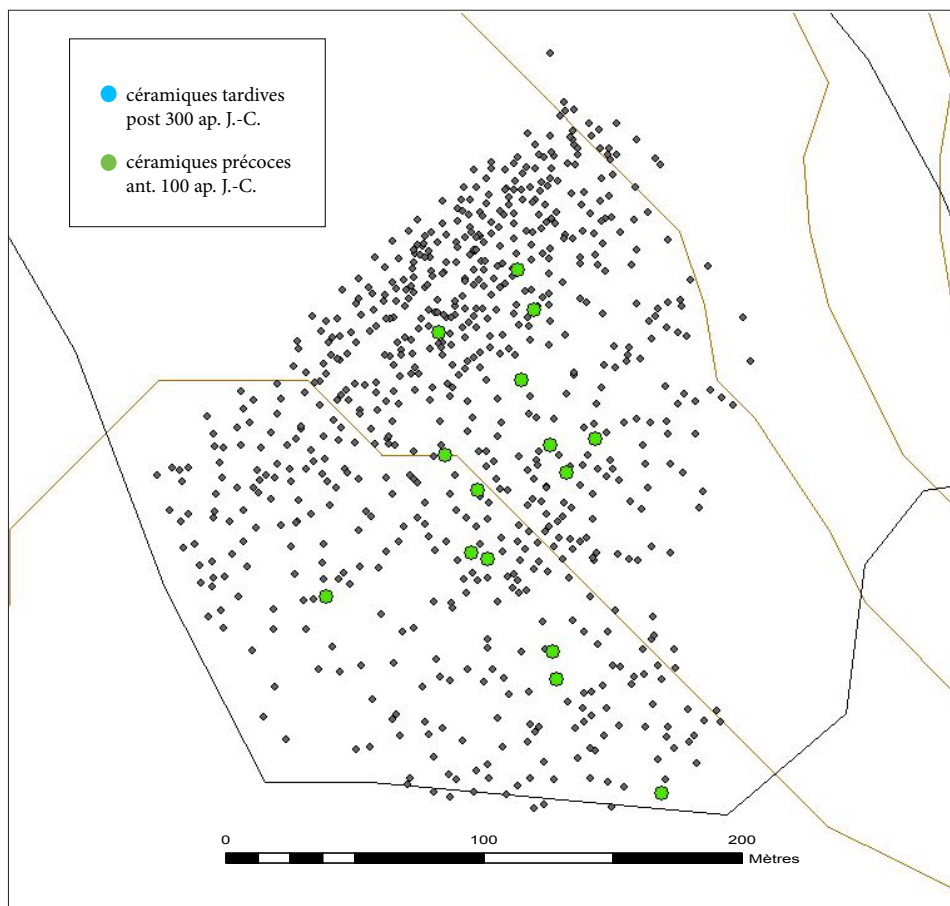 céramiques tardives
post 300 ap. J.-C.
céramiques précoces
ant. 100 ap. J.-C.
0 100 200
Mètres